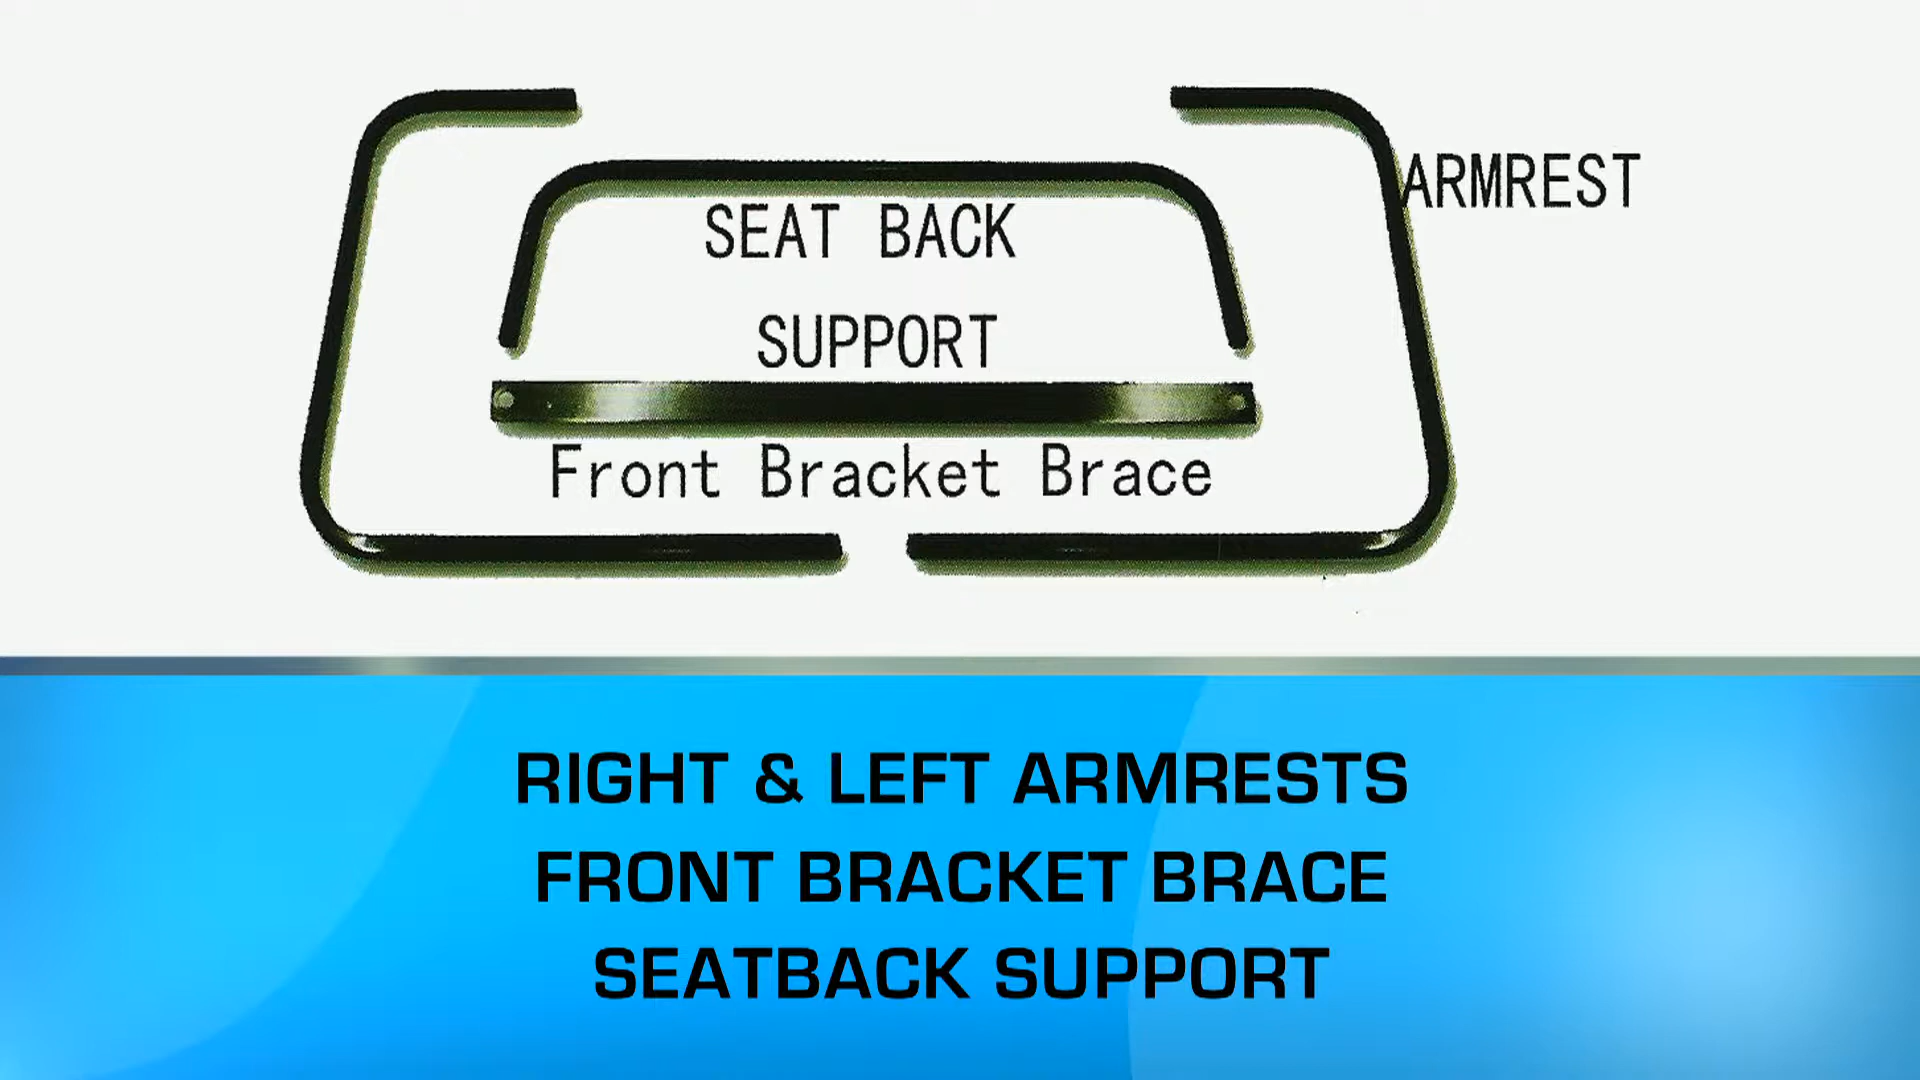 ARMREST
SEAT BACK
SUPPORT
Front Bracket Brace
RIGHT & LEFT ARMRESTS
FRONT BRACKET BRACE
SEATBACK SUPPORT